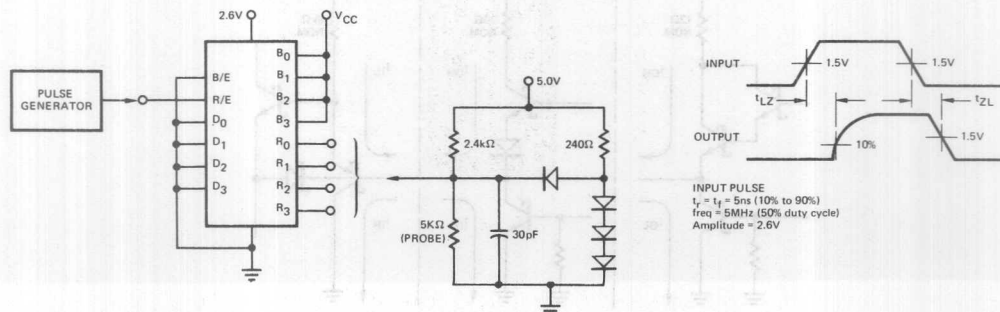 2.6V
VCC
PULSE
GENERATOR
B/E
R/E
D0
D1
D2
D3
B0
B1
B2
B3
R0
R1
R2
R3
5.0V
2.4kΩ
240Ω
5KΩ
(PROBE)
30pF
INPUT
1.5V
1.5V
tLZ
tZL
OUTPUT
10%
1.5V
INPUT PULSE
tr = tf = 5ns (10% to 90%)
freq = 5MHz (50% duty cycle)
Amplitude = 2.6V